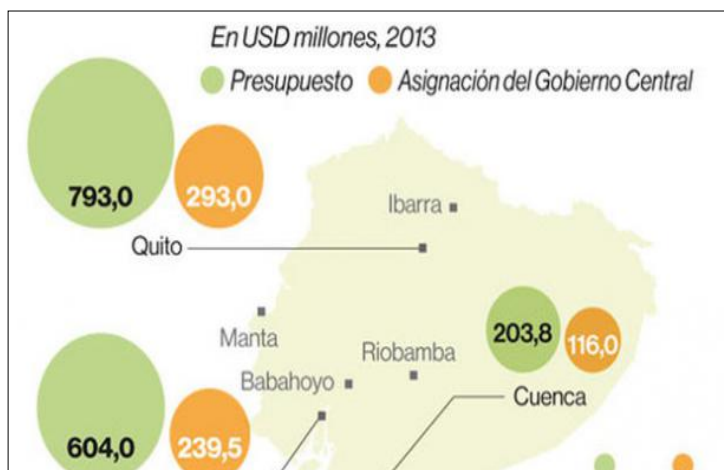 En USD millones, 2013
Presupuesto Asignación del Gobierno Central
793,0 293,0
Ibarra
Quito
203,8 116,0
Manta
Riobamba
Babahoyo
Cuenca
604,0 239,5